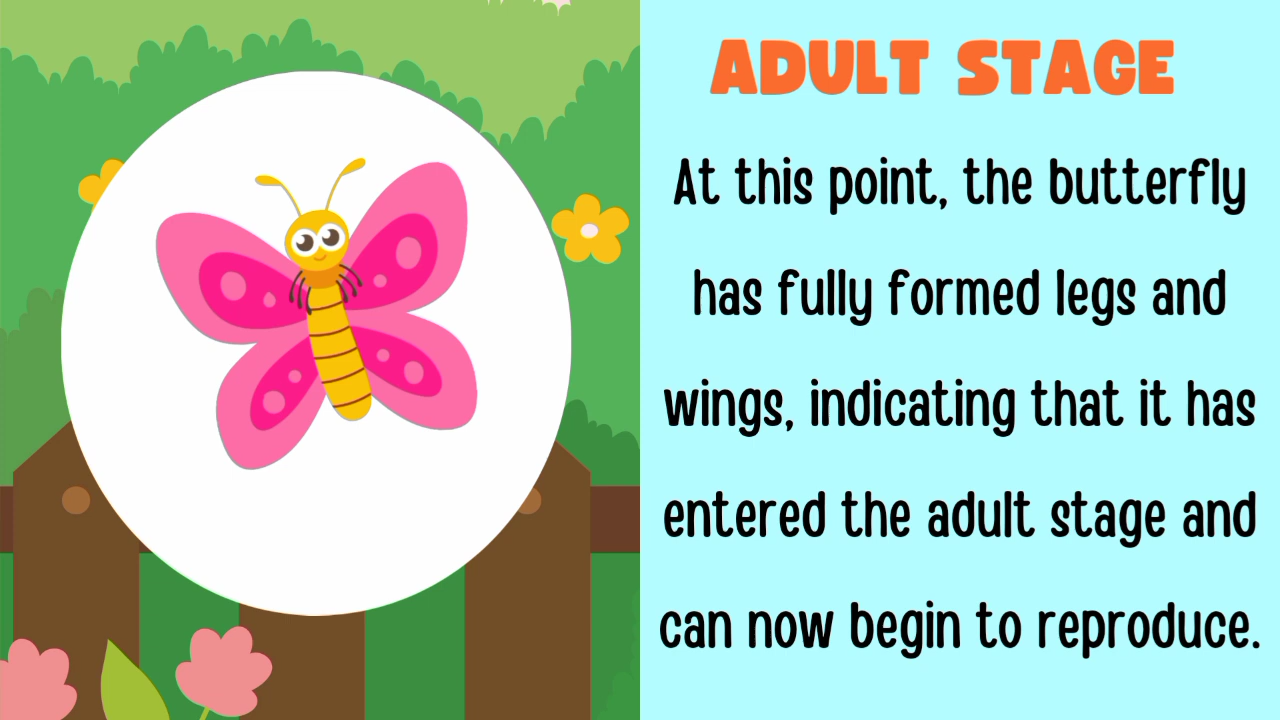 ADULT STAGE
At this point, the butterfly
has fully formed legs and
wings, indicating that it has
entered the adult stage and
can now begin to reproduce.